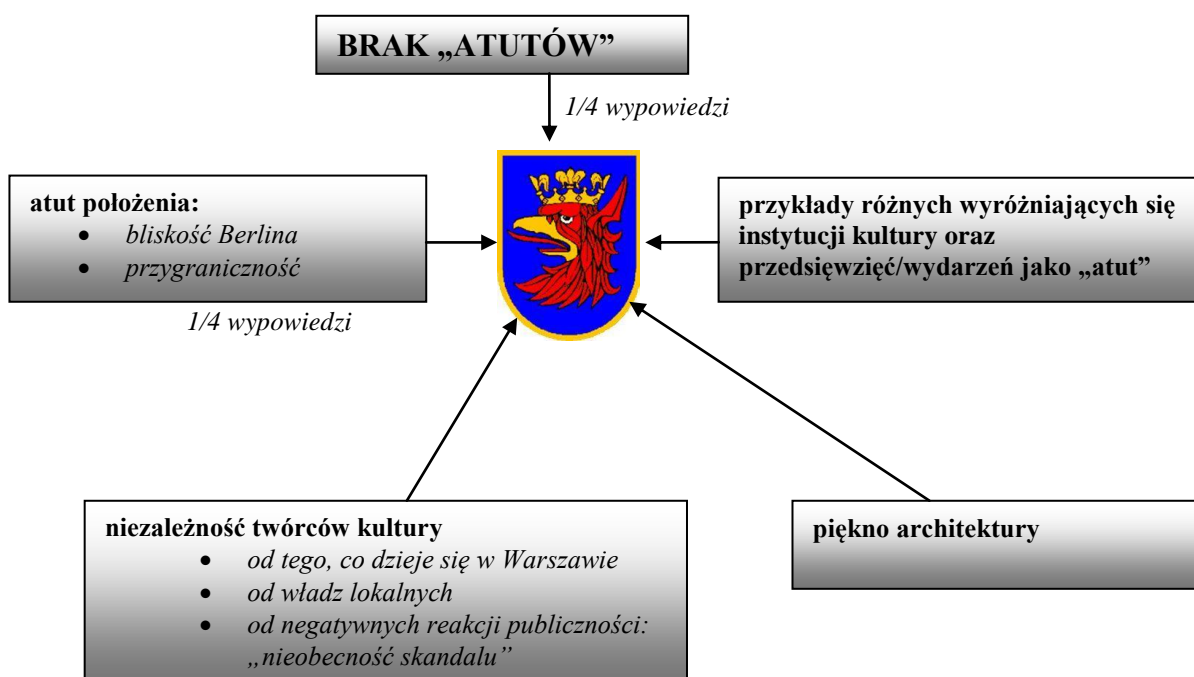 BRAK „ATUTÓW”
1/4 wypowiedzi
atut położenia:
• bliskość Berlina
• przygraniczność
1/4 wypowiedzi
przykłady różnych wyróżniających się
instytucji kultury oraz
przedsięwzięć/wydarzeń jako „atut”
niezależność twórców kultury
• od tego, co dzieje się w Warszawie
• od władz lokalnych
• od negatywnych reakcji publiczności:
„nieobecność skandalu”
piękno architektury